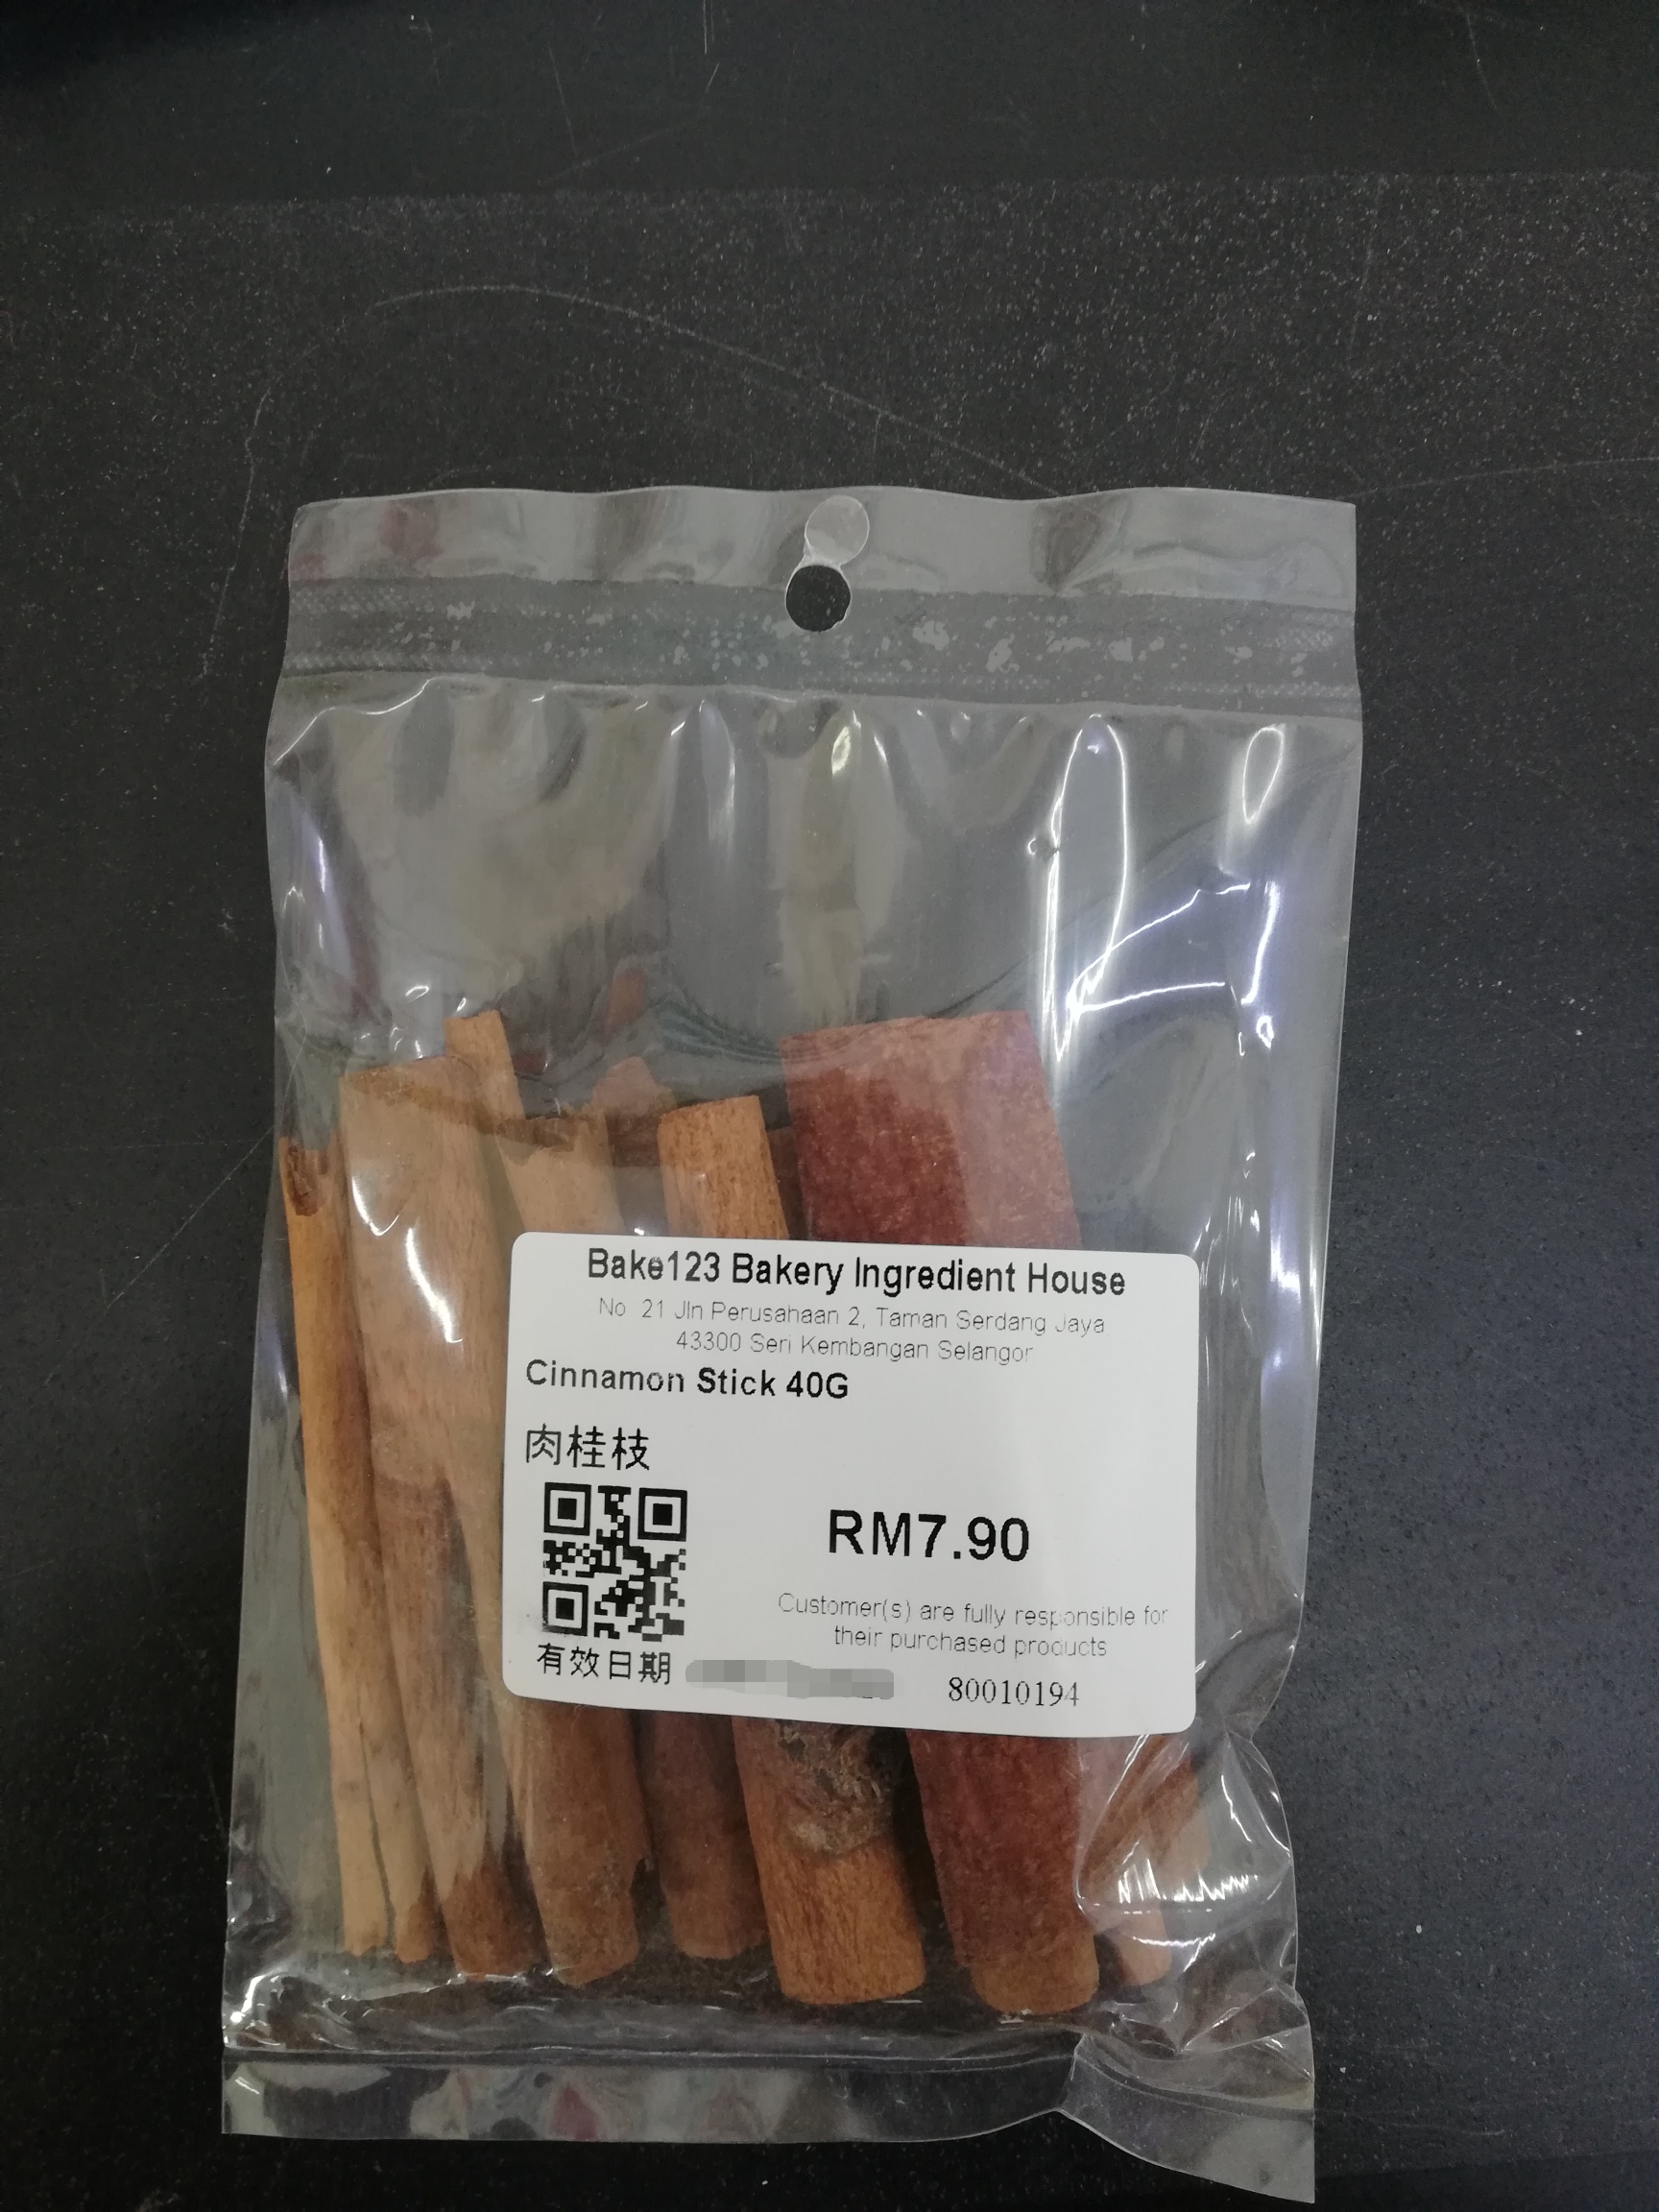 Bake123 Bakery Ingredient House
No. 21 Jln Perusahaan 2, Taman Serdang Jaya
43300 Seri Kembangan Selangor
Cinnamon Stick 40G
肉桂枝
RM7.90
Customer(s) are fully responsible for
their purchased products
有效日期
80010194